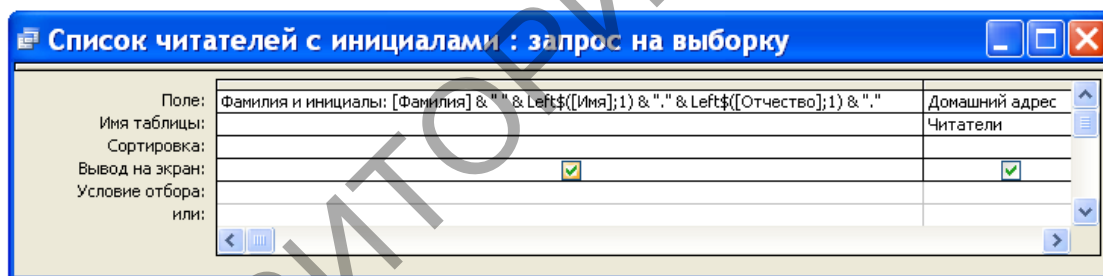 Список читателей с инициалами : запрос на выборку
Поле: Фамилия и инициалы: [Фамилия] & " " & Left$([Имя];1) & "." & Left$([Отчество];1) & "." Домашний адрес
Имя таблицы: Читатели
Сортировка:
Вывод на экран:
Условие отбора:
или: